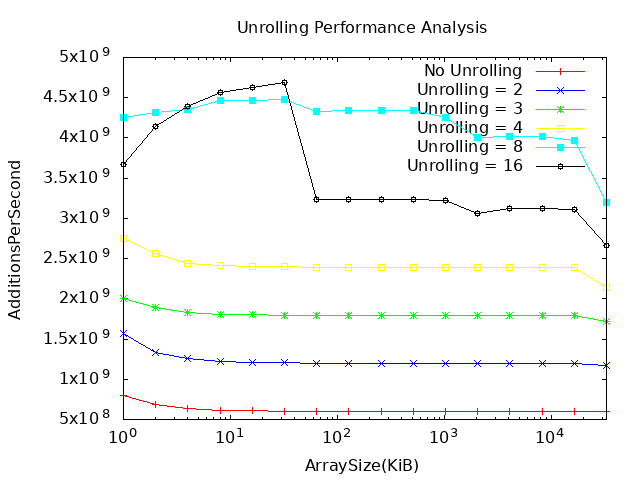 Unrolling Performance Analysis
5x10^9
4.5x10^9
4x10^9
3.5x10^9
3x10^9
2.5x10^9
2x10^9
1.5x10^9
1x10^9
5x10^8
AdditionsPerSecond
No Unrolling
Unrolling = 2
Unrolling = 3
Unrolling = 4
Unrolling = 8
Unrolling = 16
10^0 10^1 10^2 10^3 10^4
ArraySize(KiB)